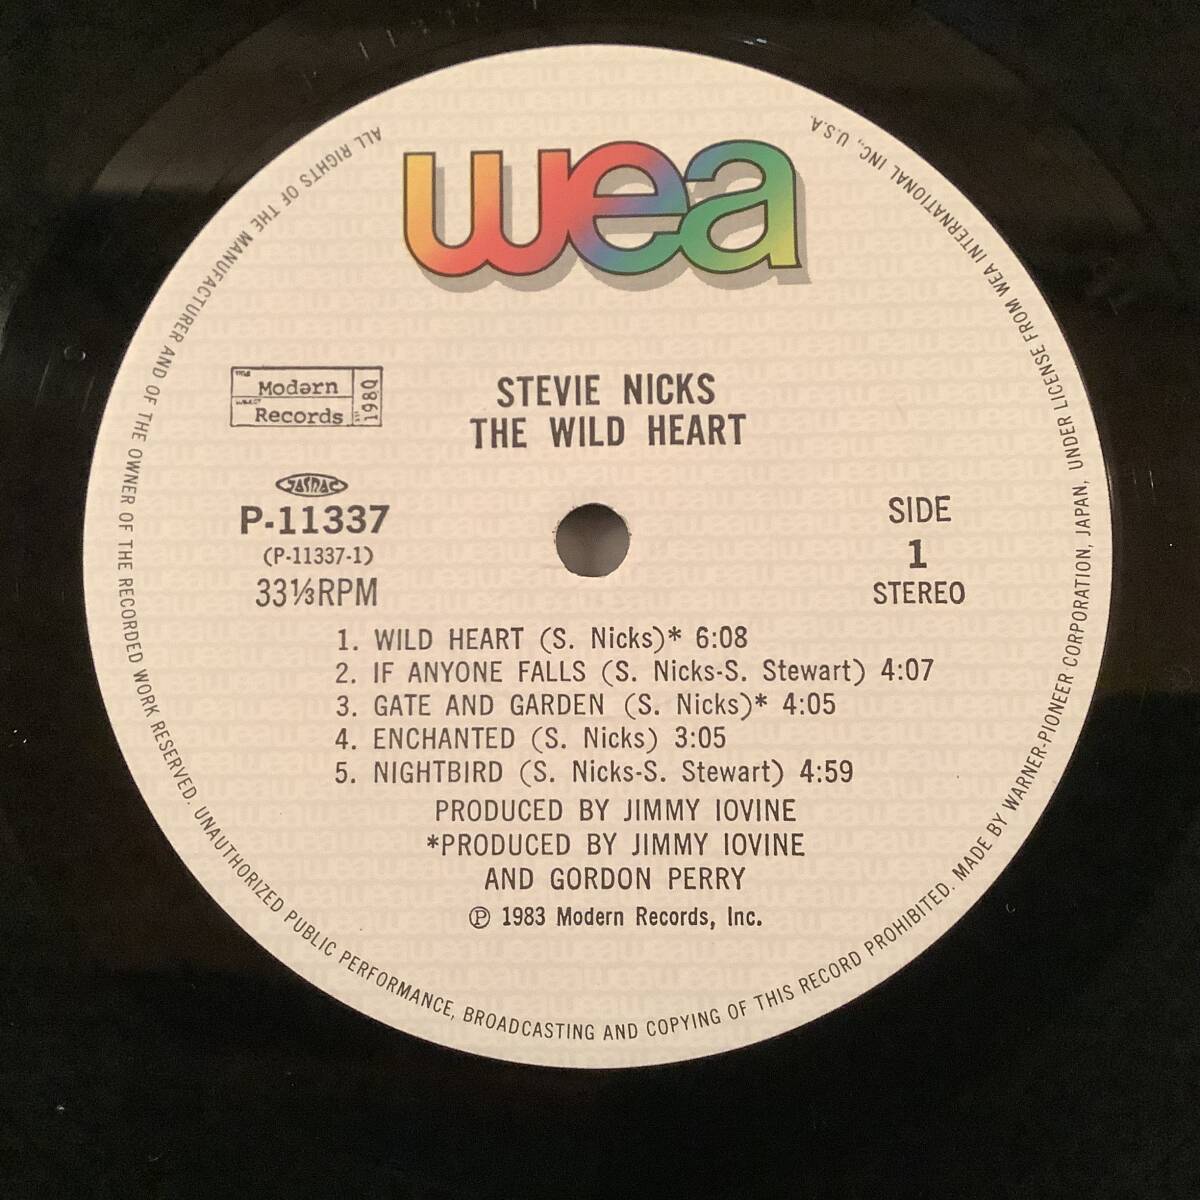 wea
STEVIE NICKS
THE WILD HEART
Modern
Records
1980
JASRAC
P-11337
(P-11337-1)
33⅓RPM
SIDE
1
STEREO
1. WILD HEART (S. Nicks)* 6:08
2. IF ANYONE FALLS (S. Nicks-S. Stewart) 4:07
3. GATE AND GARDEN (S. Nicks)* 4:05
4. ENCHANTED (S. Nicks) 3:05
5. NIGHTBIRD (S. Nicks-S. Stewart) 4:59
PRODUCED BY JIMMY IOVINE
*PRODUCED BY JIMMY IOVINE
AND GORDON PERRY
℗ 1983 Modern Records, Inc.
ALL RIGHTS OF THE MANUFACTURER AND OF THE OWNER OF THE RECORDED WORK RESERVED. UNAUTHORIZED PUBLIC PERFORMANCE, BROADCASTING AND COPYING OF THIS RECORD PROHIBITED. MADE BY WARNER-PIONEER CORPORATION, JAPAN, UNDER LICENSE FROM WEA INTERNATIONAL INC., U.S.A.